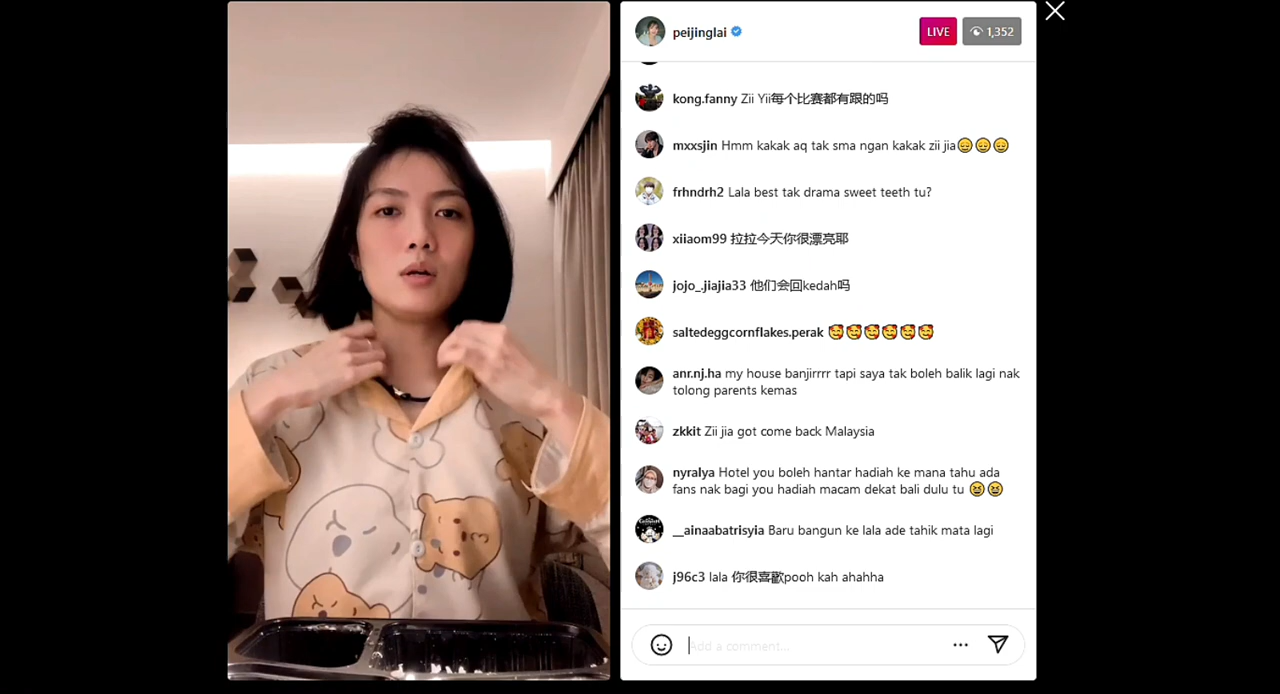 peijinglai
LIVE
1,352
kong.fanny Zii Yii每个比赛都有跟的吗
mxxsjin Hmm kakak aq tak sma ngan kakak zii jia😔😔😔
frhndrh2 Lala best tak drama sweet teeth tu?
xiiaom99 拉拉今天你很漂亮耶
jojo_.jiajia33 他们会回kedah吗
saltedeggcornflakes.perak 🥰🥰🥰🥰🥰🥰
anr.nj.ha my house banjirrrr tapi saya tak boleh balik lagi nak
tolong parents kemas
zkkit Zii jia got come back Malaysia
nyralya Hotel you boleh hantar hadiah ke mana tahu ada
fans nak bagi you hadiah macam dekat bali dulu tu 😆😆
__ainaabatrisyia Baru bangun ke lala ade tahik mata lagi
j96c3 lala 你很喜歡pooh kah ahahha
Add a comment...